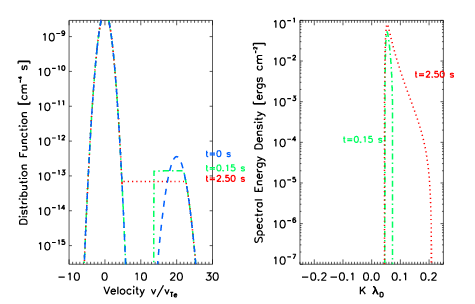 Distribution Function [cm⁻⁴ s]
10⁻⁹
10⁻¹⁰
10⁻¹¹
10⁻¹²
10⁻¹³
10⁻¹⁴
10⁻¹⁵
t=0 s
t=0.15 s
t=2.50 s
-10 0 10 20 30
Velocity v/v_Te
Spectral Energy Density [ergs cm⁻²]
10⁻¹
10⁻²
10⁻³
10⁻⁴
10⁻⁵
10⁻⁶
10⁻⁷
t=2.50 s
t=0.15 s
-0.2 -0.1 0.0 0.1 0.2
K λ_D